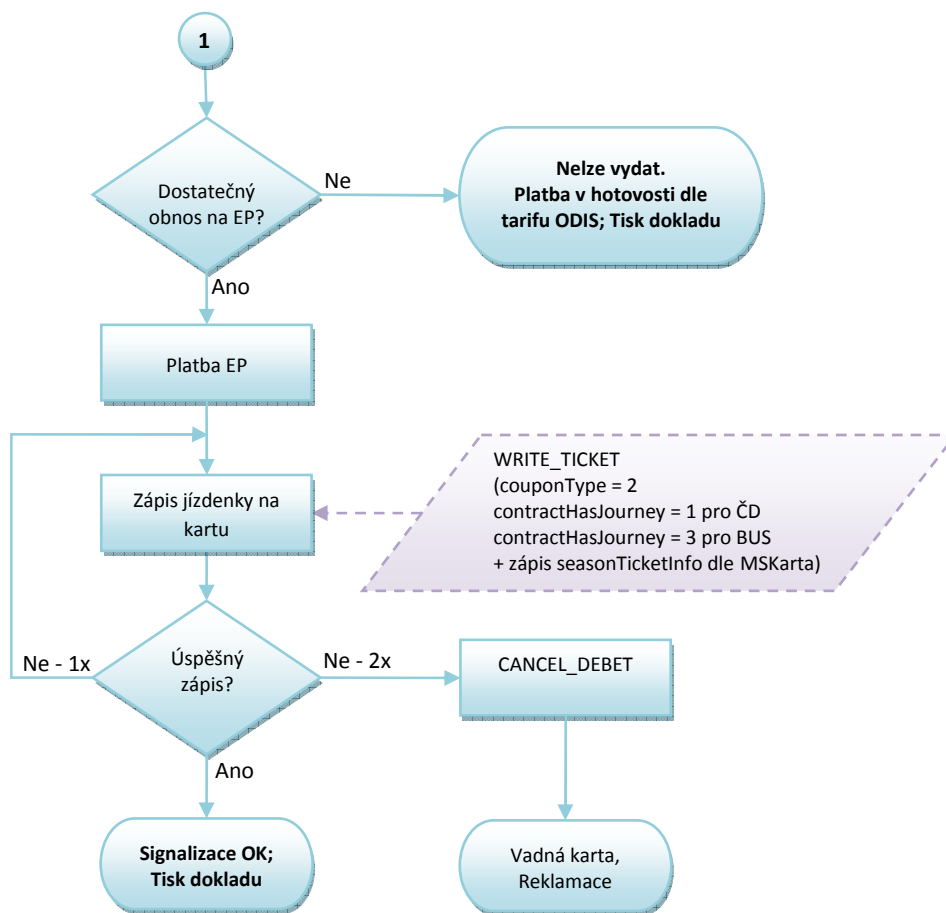 1
Dostatečný
obnos na EP?
Ne
Nelze vydat.
Platba v hotovosti dle
tarifu ODIS; Tisk dokladu
Ano
Platba EP
Zápis jízdenky na
kartu
WRITE_TICKET
(couponType = 2
contractHasJourney = 1 pro ČD
contractHasJourney = 3 pro BUS
+ zápis seasonTicketInfo dle MSKarta)
Ne - 1x
Úspěšný
zápis?
Ne - 2x
CANCEL_DEBET
Ano
Signalizace OK;
Tisk dokladu
Vadná karta,
Reklamace